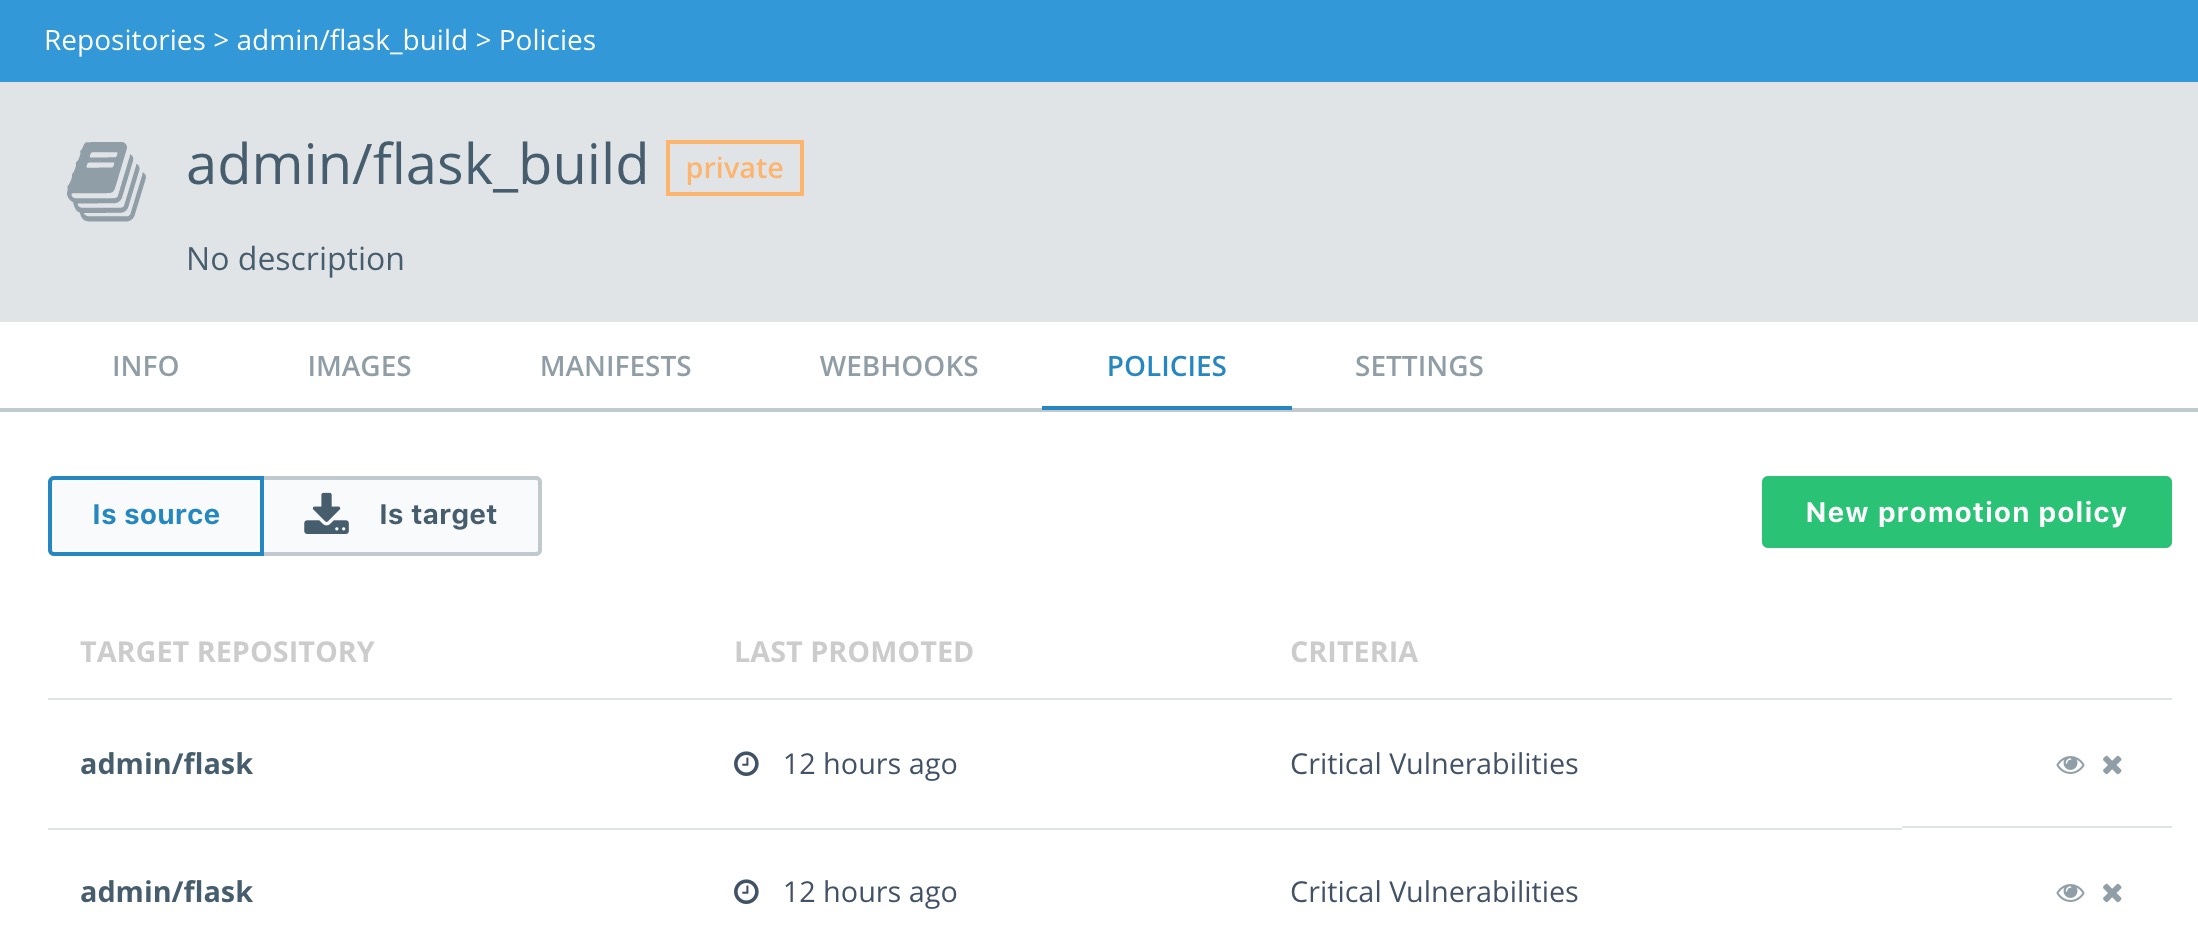 Repositories > admin/flask_build > Policies
admin/flask_build private
No description
INFO IMAGES MANIFESTS WEBHOOKS POLICIES SETTINGS
Is source Is target New promotion policy
TARGET REPOSITORY LAST PROMOTED CRITERIA
admin/flask 12 hours ago Critical Vulnerabilities
admin/flask 12 hours ago Critical Vulnerabilities